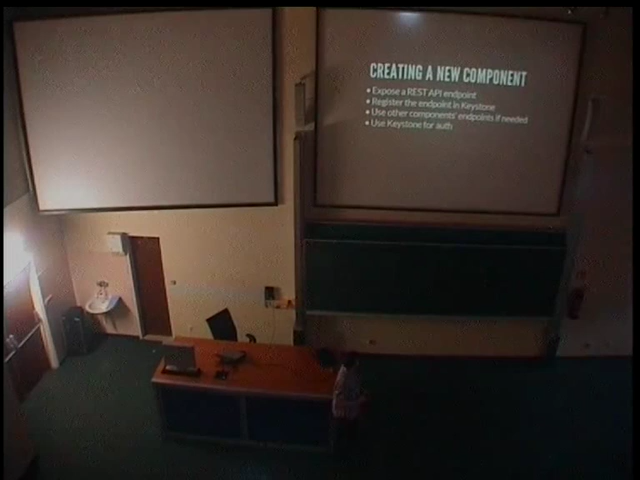 CREATING A NEW COMPONENT
• Expose a REST API endpoint
• Register the endpoint in Keystone
• Use other components' endpoints if needed
• Use Keystone for auth